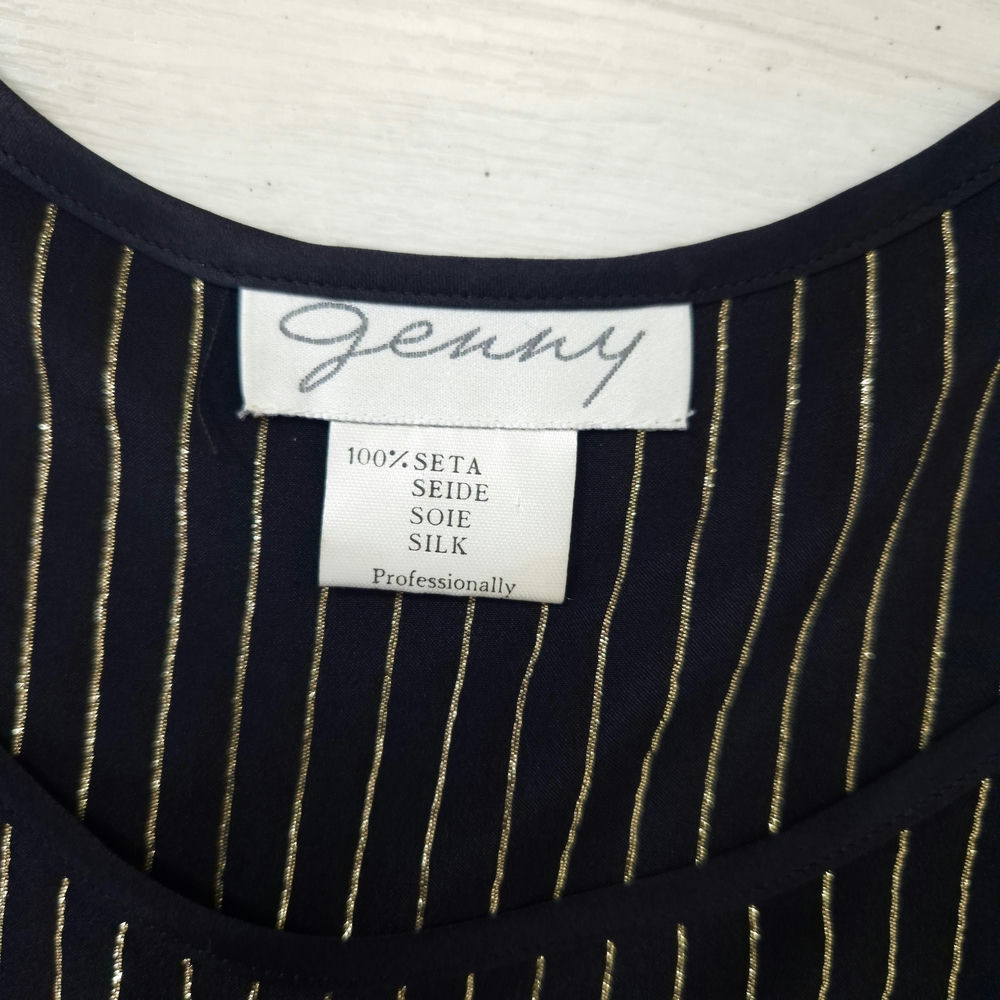 genny
100% SETA
SEIDE
SOIE
SILK
Professionally